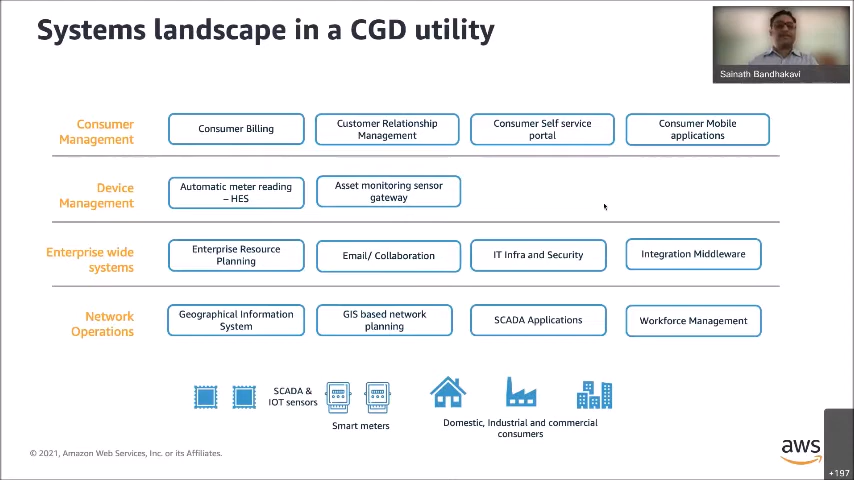 Systems landscape in a CGD utility
Sainath Bandhakavi
Consumer
Management
Consumer Billing
Customer Relationship
Management
Consumer Self service
portal
Consumer Mobile
applications
Device
Management
Automatic meter reading
– HES
Asset monitoring sensor
gateway
Enterprise wide
systems
Enterprise Resource
Planning
Email/ Collaboration
IT Infra and Security
Integration Middleware
Network
Operations
Geographical Information
System
GIS based network
planning
SCADA Applications
Workforce Management
SCADA &
IOT sensors
Smart meters
Domestic, Industrial and commercial
consumers
© 2021, Amazon Web Services, Inc. or its Affiliates.
aws
+197